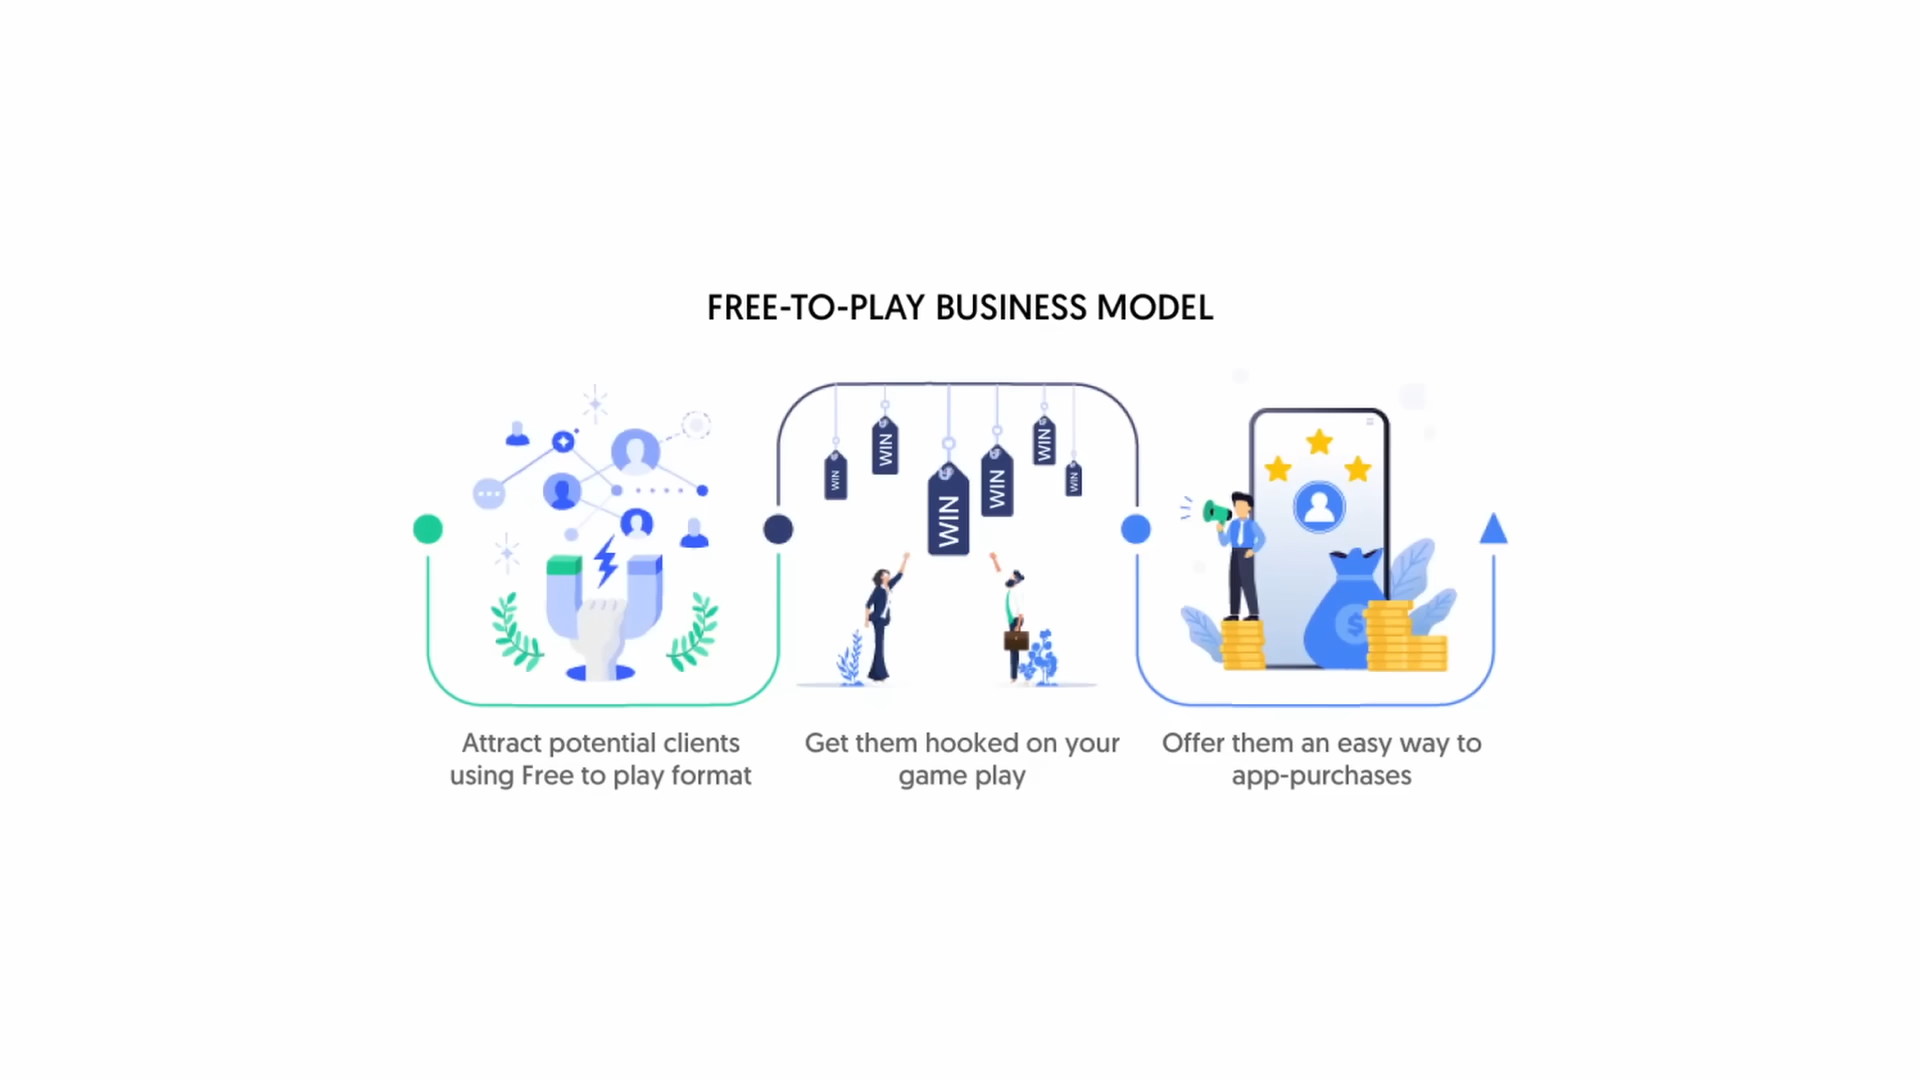 FREE-TO-PLAY BUSINESS MODEL
WIN
WIN
WIN
WIN
WIN
WIN
$
Attract potential clients
using Free to play format
Get them hooked on your
game play
Offer them an easy way to
app-purchases